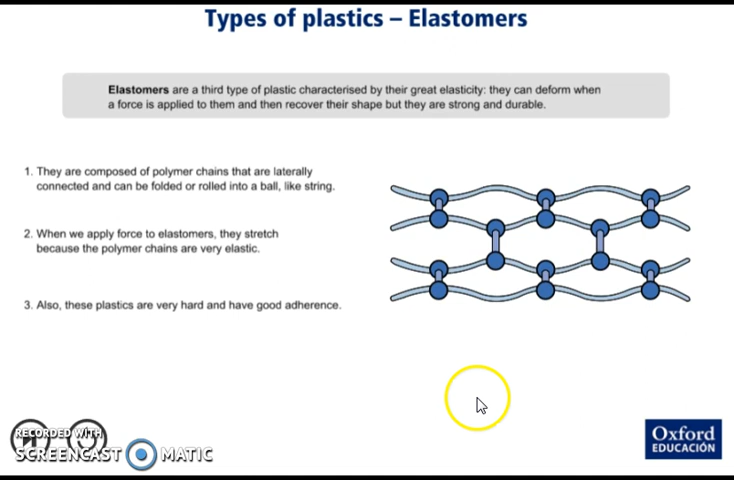 Types of plastics – Elastomers
Elastomers are a third type of plastic characterised by their great elasticity: they can deform when
a force is applied to them and then recover their shape but they are strong and durable.
1. They are composed of polymer chains that are laterally
connected and can be folded or rolled into a ball, like string.
2. When we apply force to elastomers, they stretch
because the polymer chains are very elastic.
3. Also, these plastics are very hard and have good adherence.
RECORDED WITH
SCREENCAST MATIC
Oxford
EDUCACIÓN